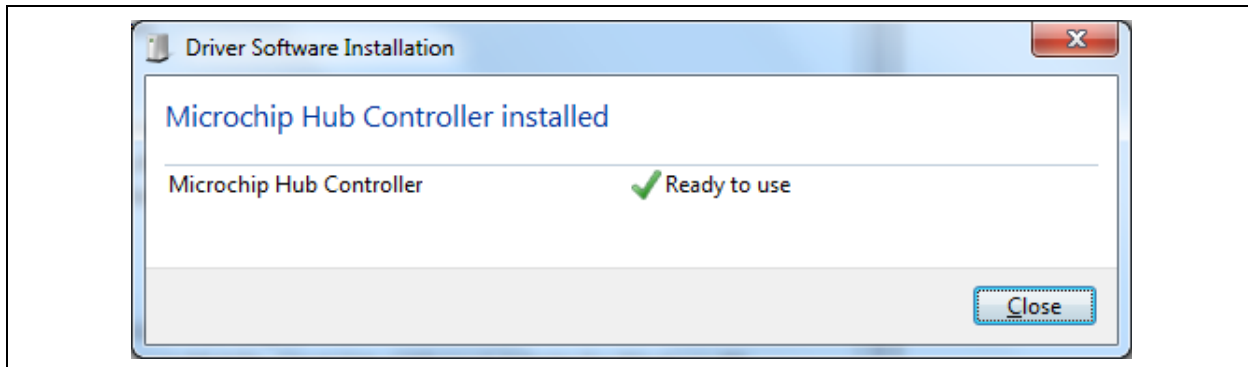 Driver Software Installation
Microchip Hub Controller installed
Microchip Hub Controller Ready to use
Close